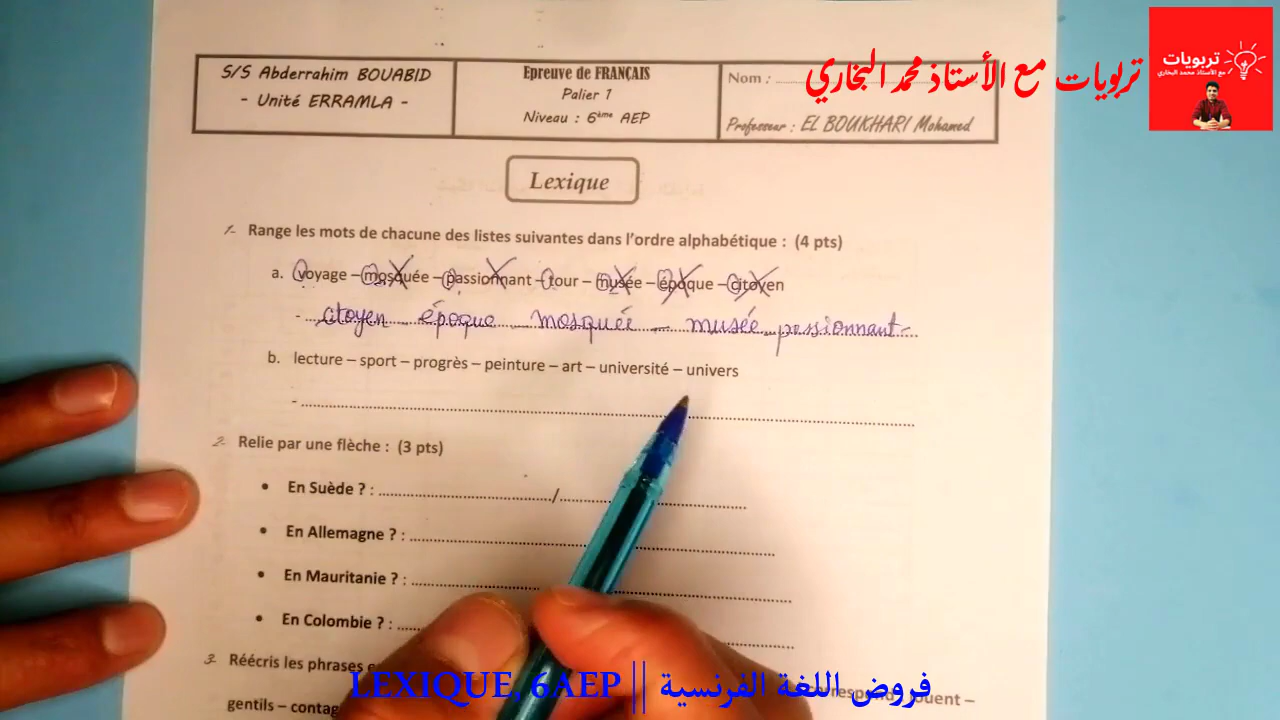 S/S Abderrahim BOUABID
- Unité ERRAMLA -
Epreuve de FRANÇAIS
Palier 1
Niveau : 6ème AEP
Nom :
Professeur : EL BOUKHARI Mohamed
تربويات مع الأستاذ محمد البخاري
تربويات
مع الأستاذ محمد البخاري
Lexique
1- Range les mots de chacune des listes suivantes dans l'ordre alphabétique : (4 pts)
a. voyage – mosquée – passionnant – tour – musée – époque – citoyen
- citoyen - époque - mosquée - musée - passionnant -
b. lecture – sport – progrès – peinture – art – université – univers
-
2- Relie par une flèche : (3 pts)
• En Suède ? : ……/……
• En Allemagne ? : ……
• En Mauritanie ? : ……
• En Colombie ? : ……
3- Réécris les phrases
gentils –
LEXIQUE, 6AEP || فروض اللغة الفرنسية